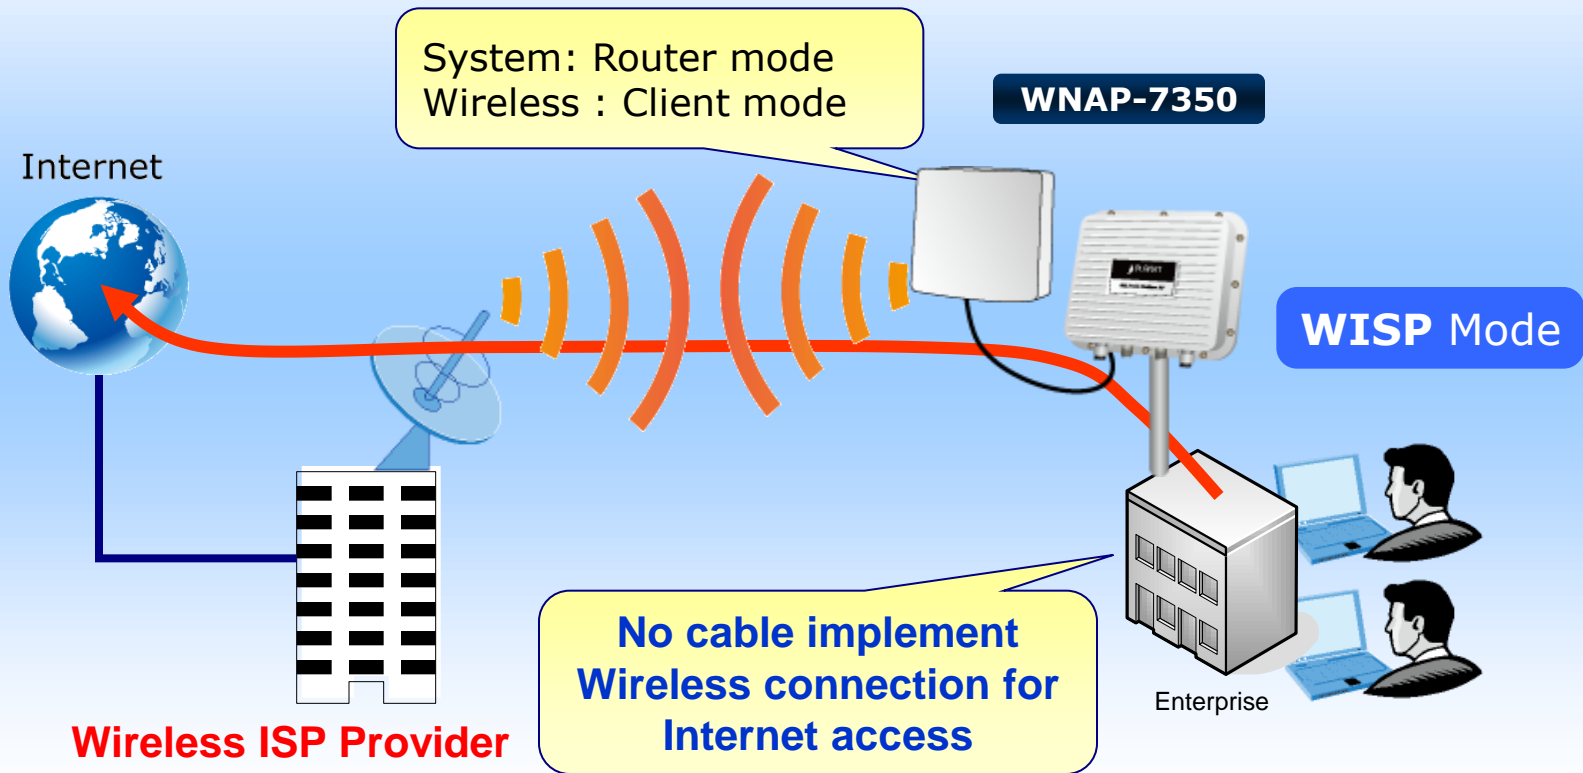 System: Router mode
Wireless : Client mode
WNAP-7350
Internet
PLANET
WISP Mode
No cable implement
Wireless connection for
Internet access
Enterprise
Wireless ISP Provider